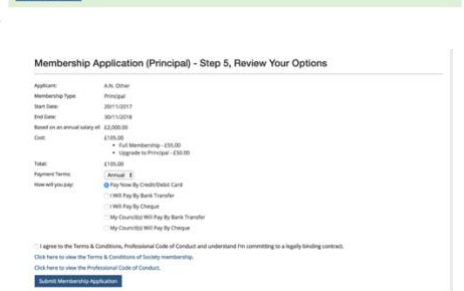 Membership Application (Principal) - Step 5, Review Your Options
Applicant: A.N. Other
Membership Type: Principal
Start Date: 20/11/2017
End Date: 30/11/2018
Based on an annual salary of: £2,000.00
Cost: £105.00
Full Membership - £55.00
Upgrade to Principal - £50.00
Total: £105.00
Payment Terms: Annual
How will you pay: Pay Now By Credit/Debit Card
I Will Pay By Bank Transfer
I Will Pay By Cheque
My Council(s) Will Pay By Bank Transfer
My Council(s) Will Pay By Cheque
I agree to the Terms & Conditions, Professional Code of Conduct and understand I'm committing to a legally binding contract.
Click here to view the Terms & Conditions of Society membership.
Click here to view the Professional Code of Conduct.
Submit Membership Application